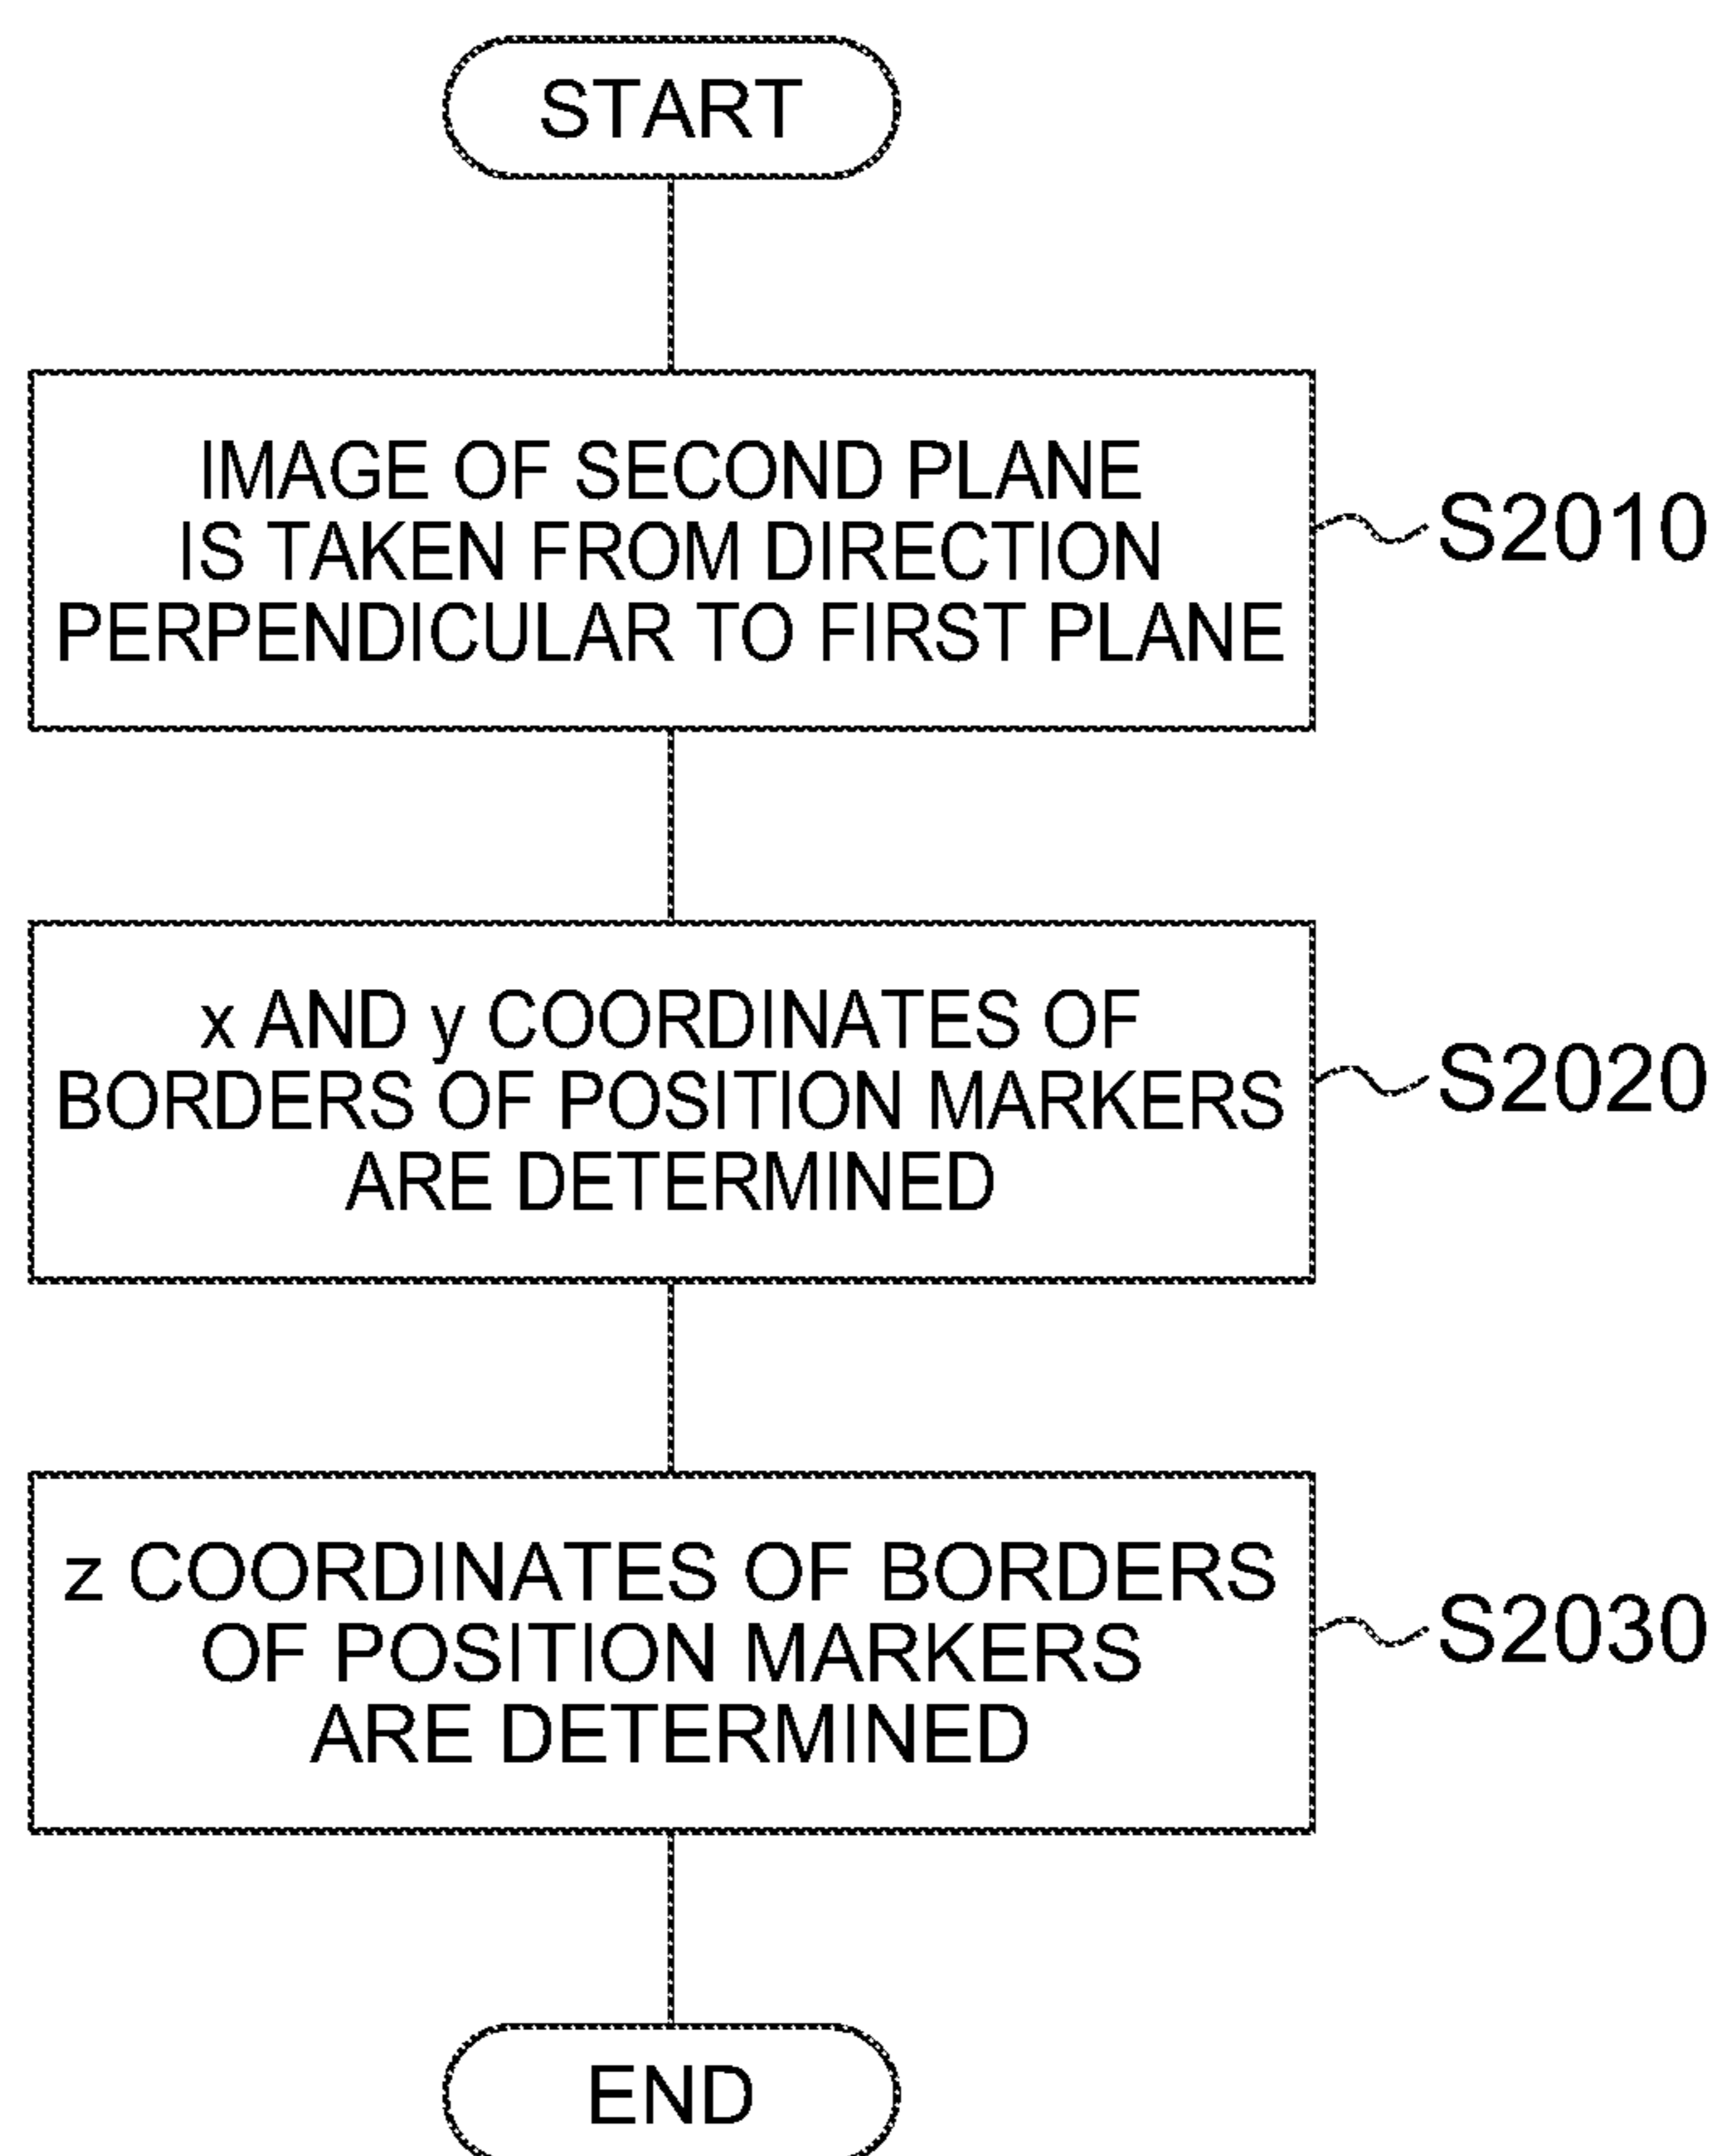 START
IMAGE OF SECOND PLANE
IS TAKEN FROM DIRECTION
PERPENDICULAR TO FIRST PLANE
S2010
x AND y COORDINATES OF
BORDERS OF POSITION MARKERS
ARE DETERMINED
S2020
z COORDINATES OF BORDERS
OF POSITION MARKERS
ARE DETERMINED
S2030
END